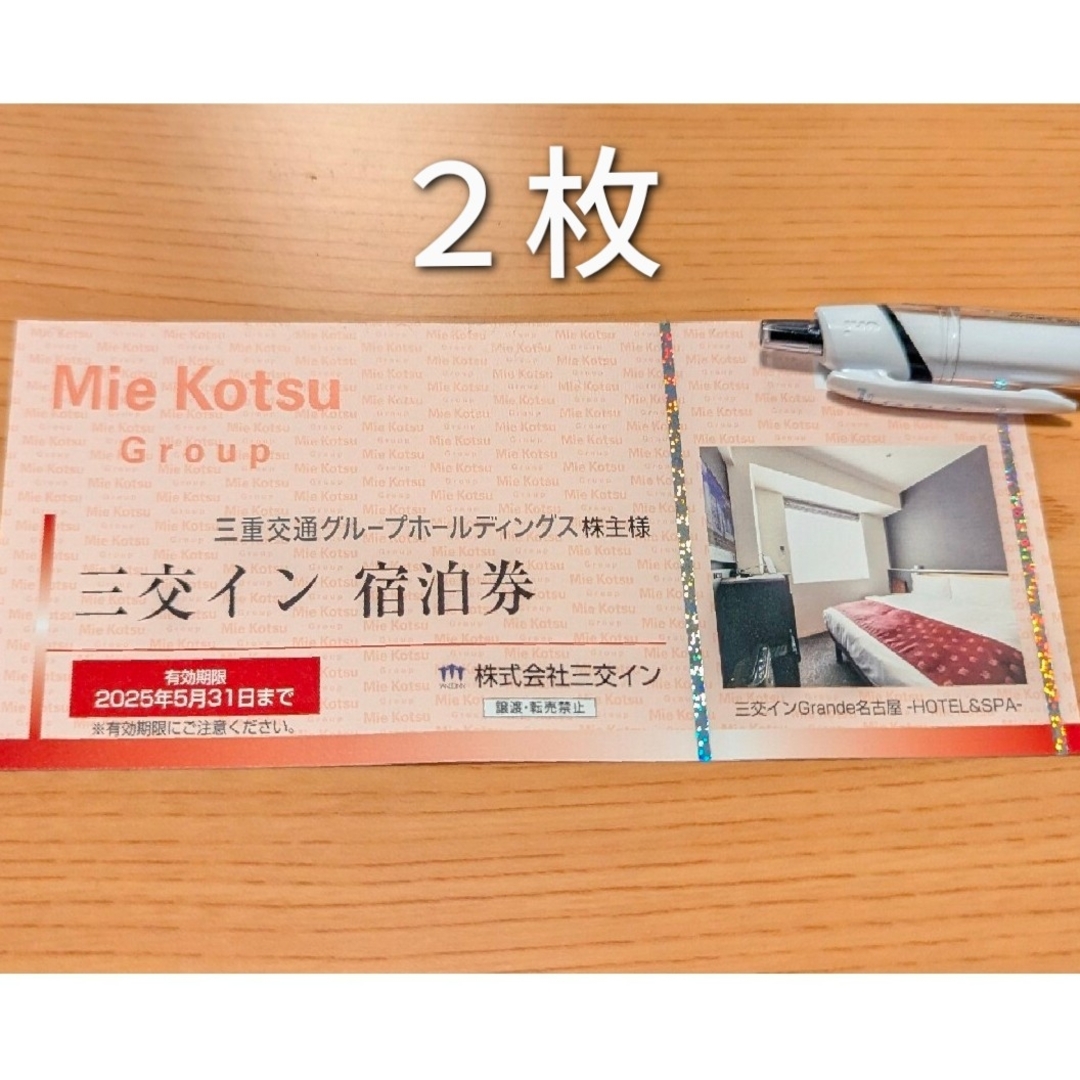 ２枚
Mie Kotsu
Group
三重交通グループホールディングス株主様
三交イン 宿泊券
有効期限
2025年5月31日まで
※有効期限にご注意ください。
株式会社三交イン
譲渡・転売禁止
三交インGrande名古屋 -HOTEL&SPA-